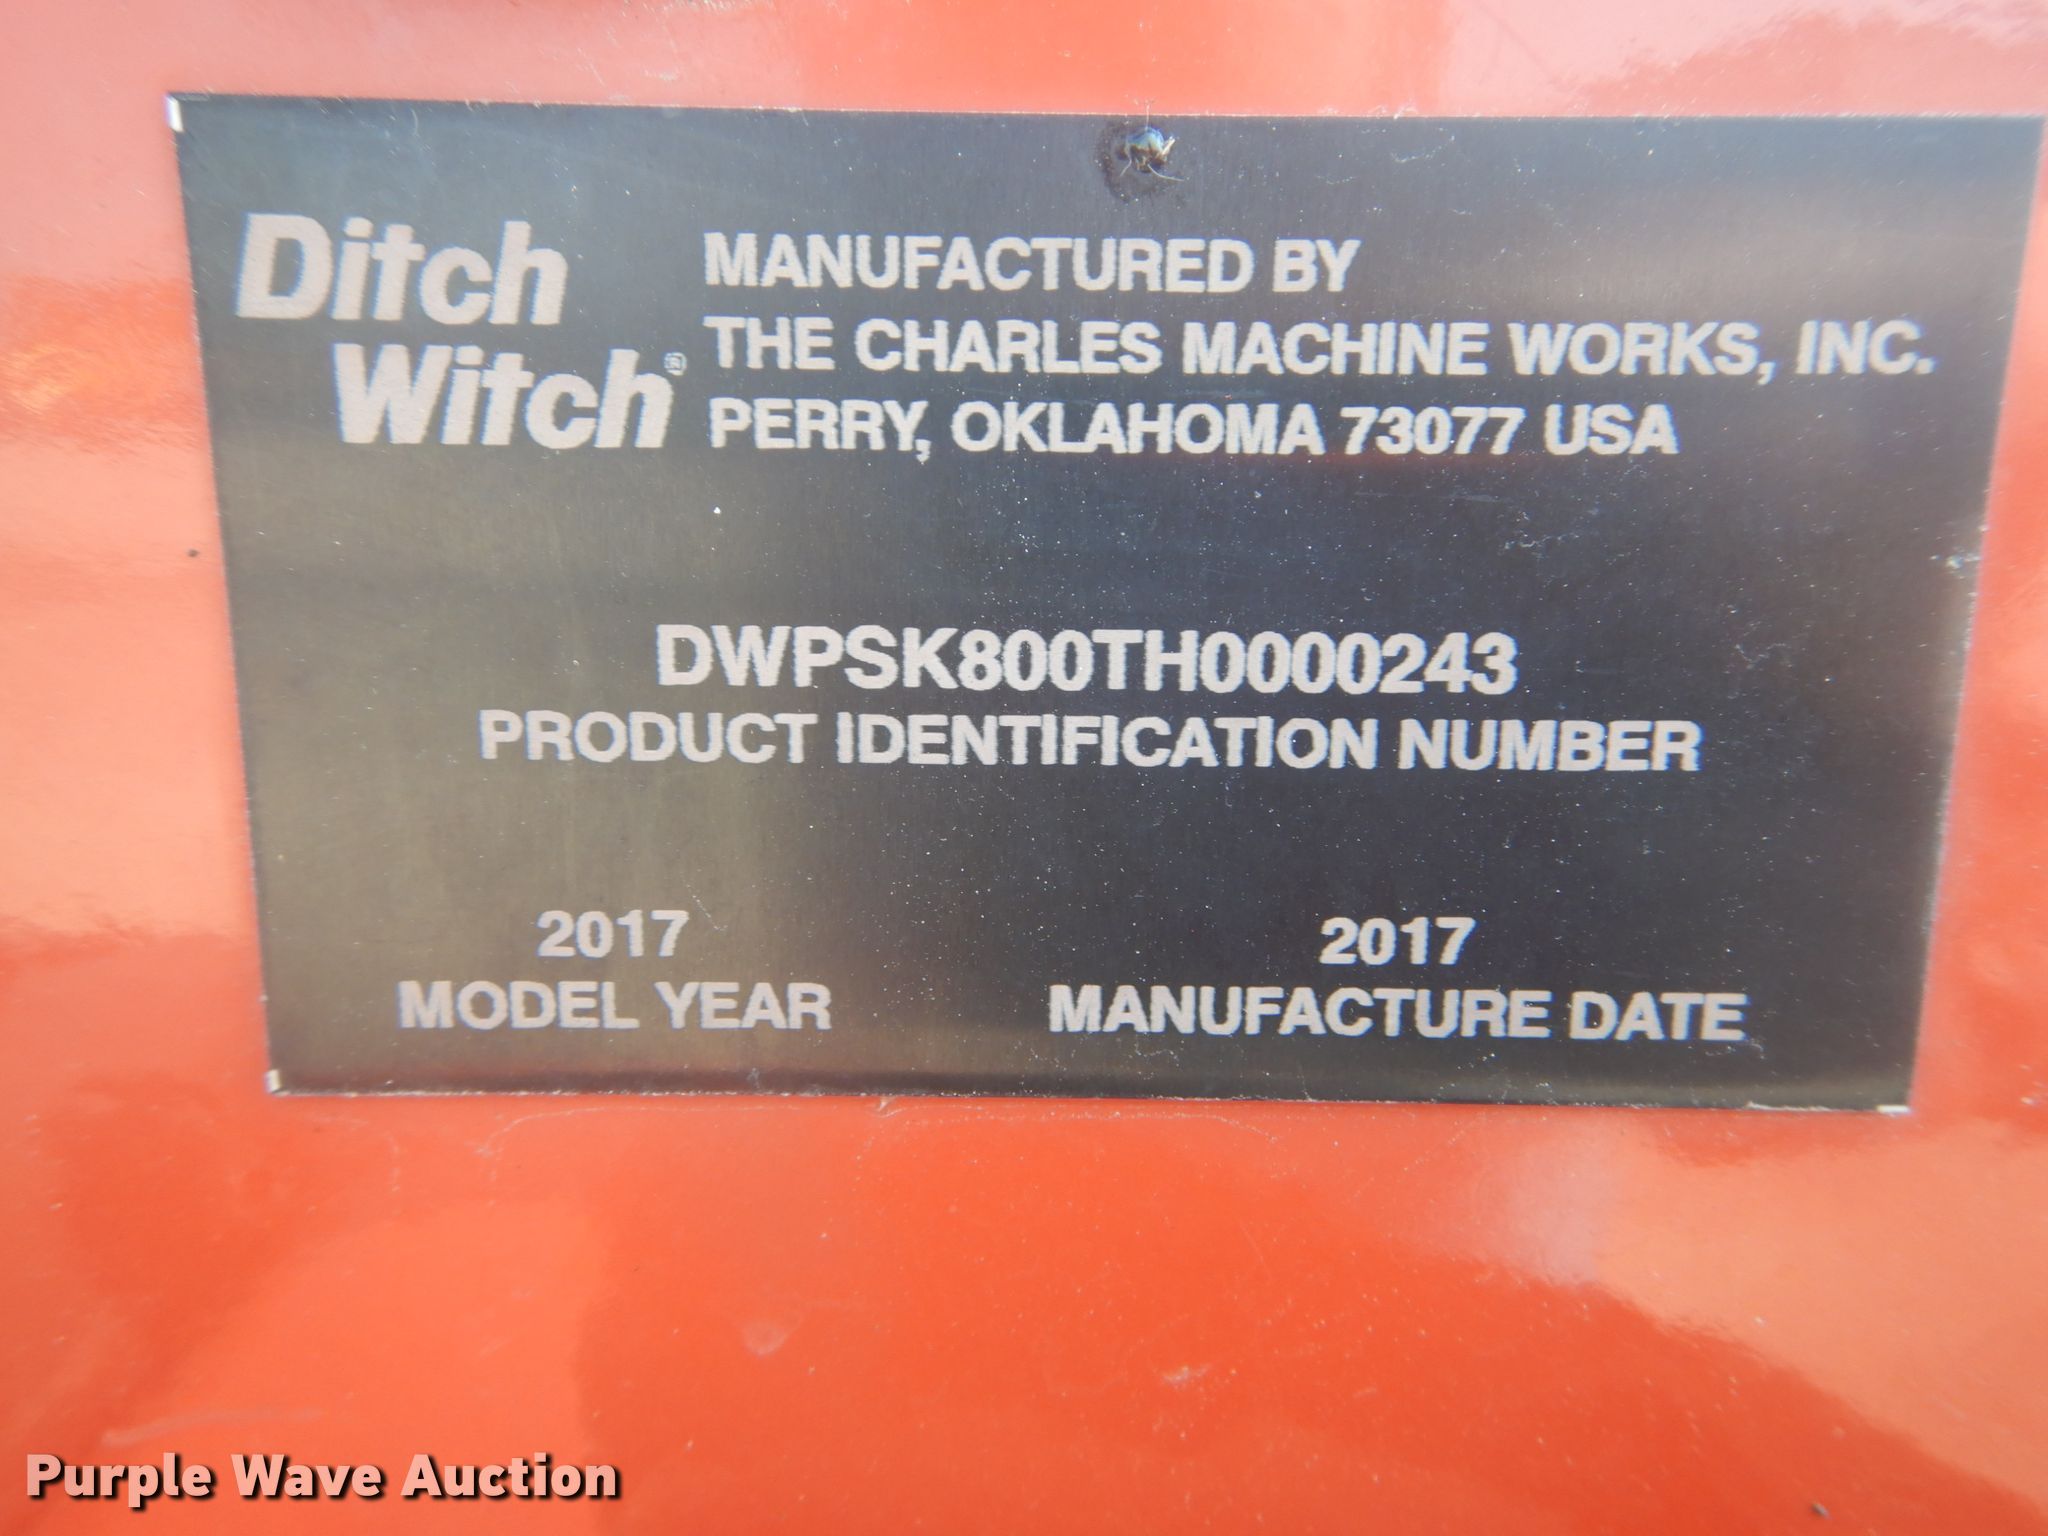 Ditch
Witch®
MANUFACTURED BY
THE CHARLES MACHINE WORKS, INC.
PERRY, OKLAHOMA 73077 USA
DWPSK800TH0000243
PRODUCT IDENTIFICATION NUMBER
2017
MODEL YEAR
2017
MANUFACTURE DATE
Purple Wave Auction